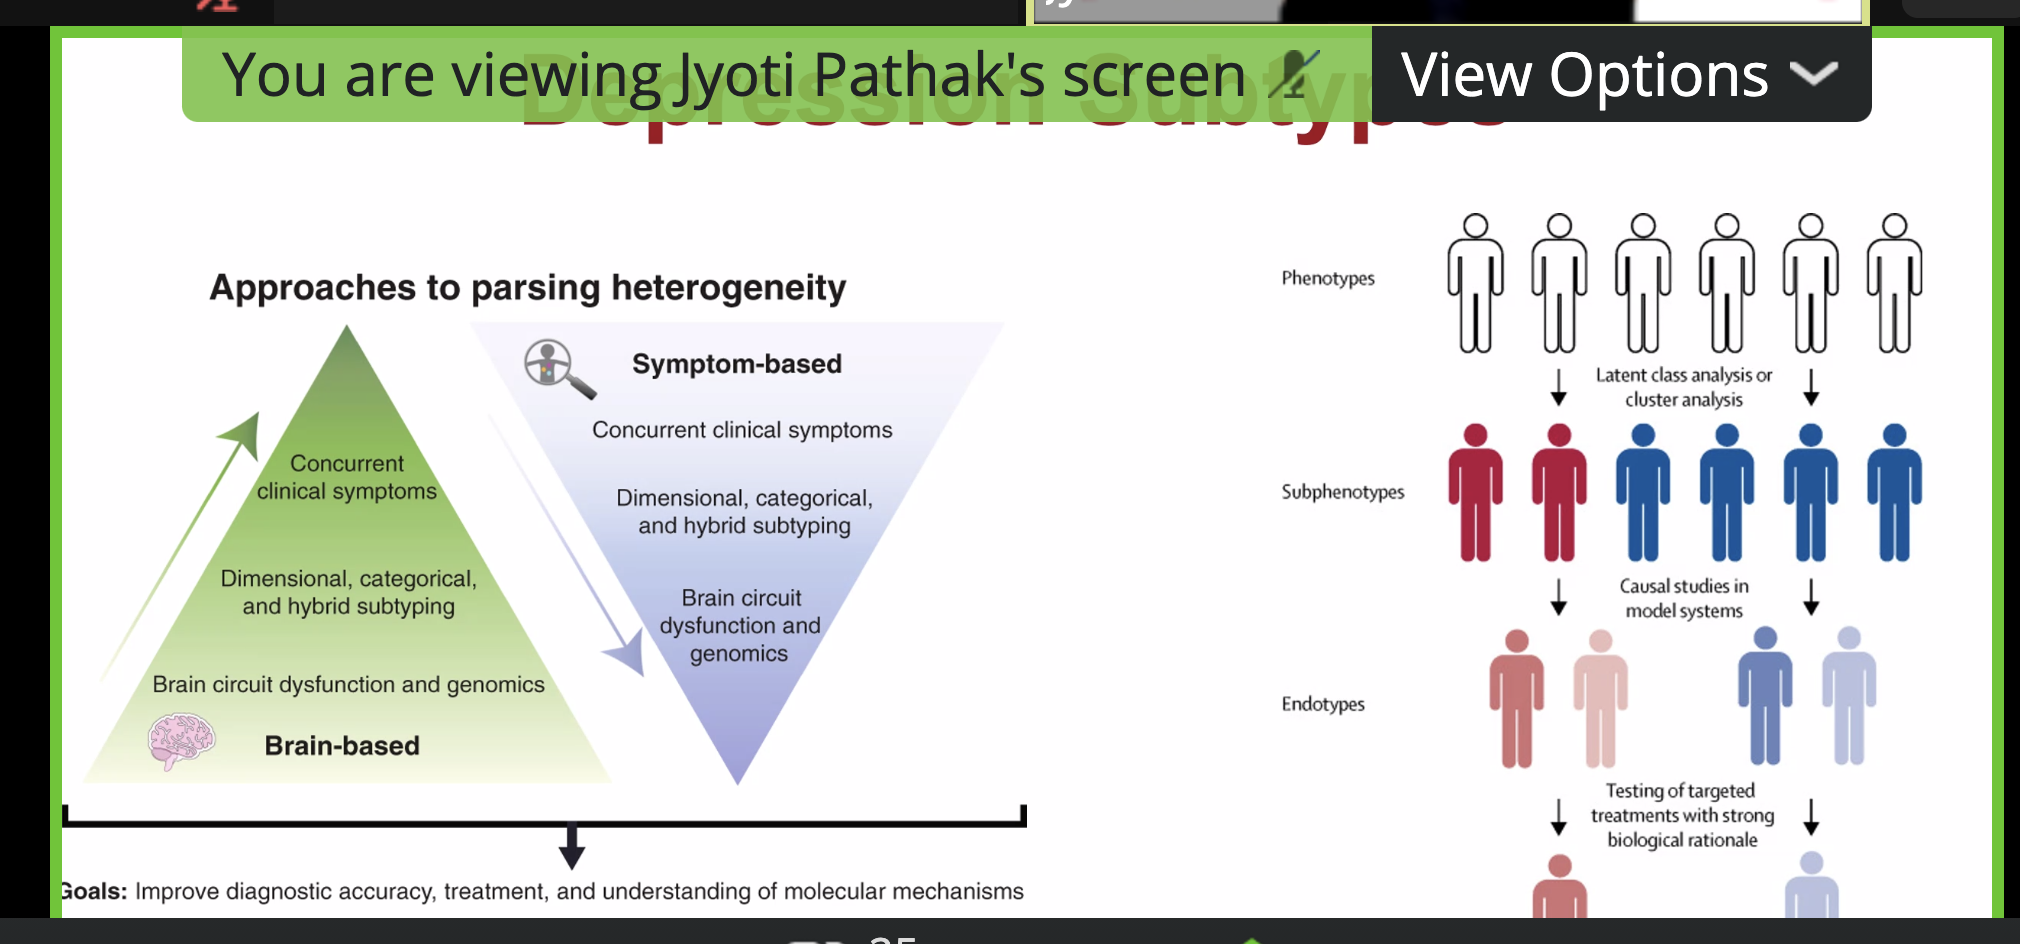 You are viewing Jyoti Pathak's screen
View Options
Depression Subtypes
Approaches to parsing heterogeneity
Concurrent
clinical symptoms
Dimensional, categorical,
and hybrid subtyping
Brain circuit dysfunction and genomics
Brain-based
Symptom-based
Concurrent clinical symptoms
Dimensional, categorical,
and hybrid subtyping
Brain circuit
dysfunction and
genomics
Goals: Improve diagnostic accuracy, treatment, and understanding of molecular mechanisms
Phenotypes
Latent class analysis or
cluster analysis
Subphenotypes
Causal studies in
model systems
Endotypes
Testing of targeted
treatments with strong
biological rationale